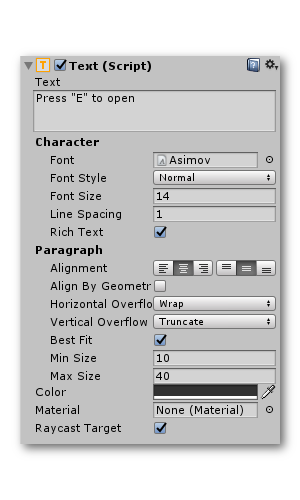 T Text (Script)
Text
Press "E" to open
Character
Font Asimov
Font Style Normal
Font Size 14
Line Spacing 1
Rich Text
Paragraph
Alignment
Align By Geometr
Horizontal Overflo Wrap
Vertical Overflow Truncate
Best Fit
Min Size 10
Max Size 40
Color
Material None (Material)
Raycast Target